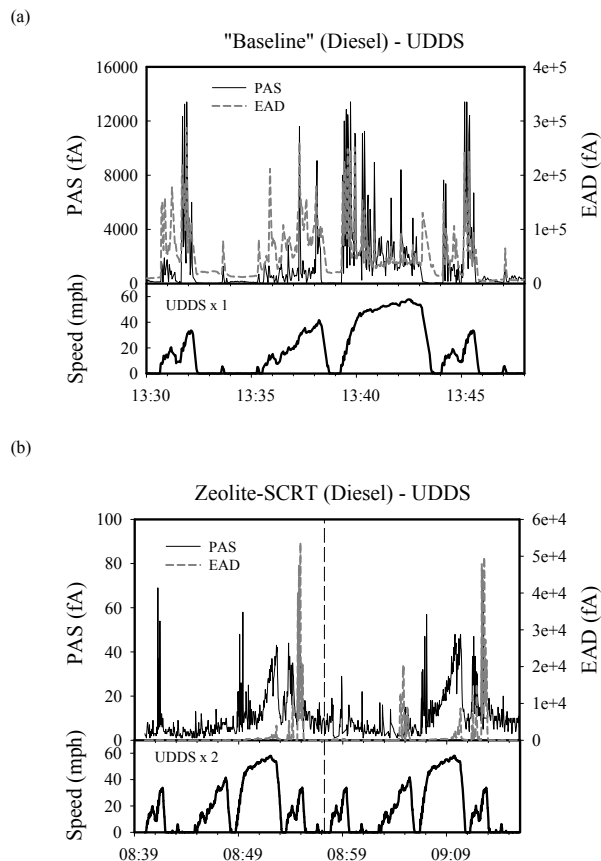 (a)
"Baseline" (Diesel) - UDDS
16000
12000
8000
4000
0
PAS (fA)
PAS
EAD
4e+5
3e+5
2e+5
1e+5
0
EAD (fA)
60
40
20
0
Speed (mph)
UDDS x 1
13:30
13:35
13:40
13:45
(b)
Zeolite-SCRT (Diesel) - UDDS
100
80
60
40
20
0
PAS (fA)
PAS
EAD
6e+4
5e+4
4e+4
3e+4
2e+4
1e+4
0
EAD (fA)
60
40
20
0
Speed (mph)
UDDS x 2
08:39
08:49
08:59
09:09